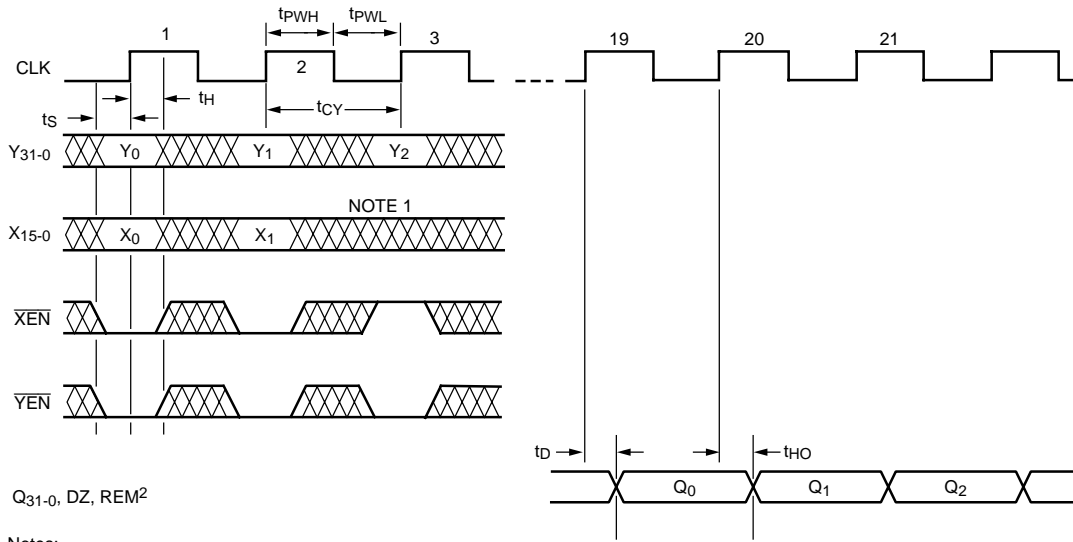 tPWH tPWL
1 2 3 19 20 21
CLK
tH
tCY
tS
Y31-0 Y0 Y1 Y2
NOTE 1
X15-0 X0 X1
XEN
YEN
tD tHO
Q0 Q1 Q2
Q31-0, DZ, REM2
Notes: